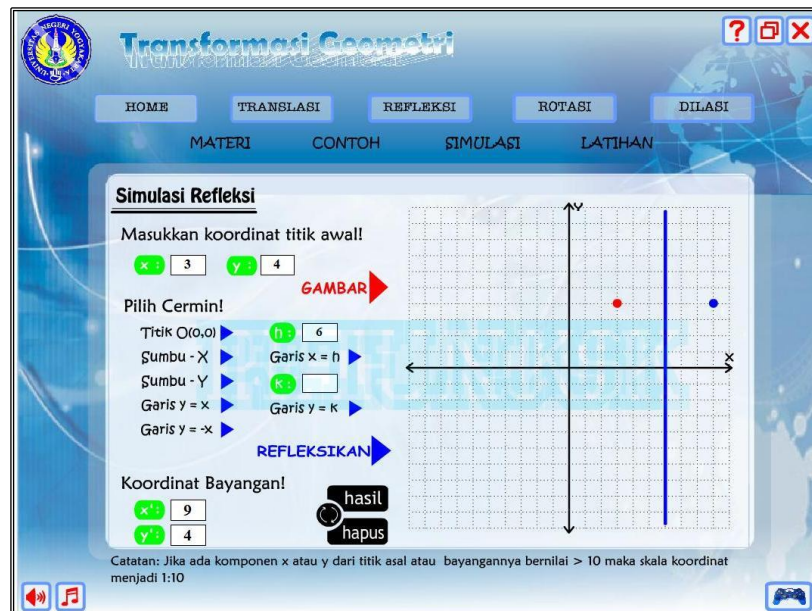 UNIVERSITAS NEGERI YOGYAKARTA
Transformasi Geometri
?
HOME TRANSLASI REFLEKSI ROTASI DILASI
MATERI CONTOH SIMULASI LATIHAN
Simulasi Refleksi
Masukkan koordinat titik awal!
x : 3 y : 4
GAMBAR
Pilih Cermin!
Titik O(0,0) h : 6
Sumbu - X Garis x = h
Sumbu - Y k :
Garis y = x Garis y = k
Garis y = -x
REFLEKSIKAN
Koordinat Bayangan!
x' : 9
y' : 4
hasil
hapus
Y
X
Catatan: Jika ada komponen x atau y dari titik asal atau bayangannya bernilai > 10 maka skala koordinat
menjadi 1:10